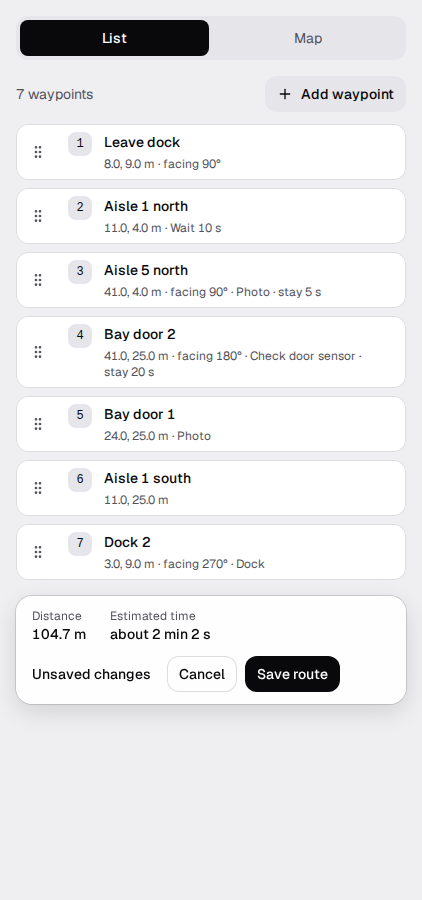 List
Map
7 waypoints
Add waypoint
1
Leave dock
8.0, 9.0 m · facing 90°
2
Aisle 1 north
11.0, 4.0 m · Wait 10 s
3
Aisle 5 north
41.0, 4.0 m · facing 90° · Photo · stay 5 s
4
Bay door 2
41.0, 25.0 m · facing 180° · Check door sensor ·
stay 20 s
5
Bay door 1
24.0, 25.0 m · Photo
6
Aisle 1 south
11.0, 25.0 m
7
Dock 2
3.0, 9.0 m · facing 270° · Dock
Distance
Estimated time
104.7 m
about 2 min 2 s
Unsaved changes
Cancel
Save route